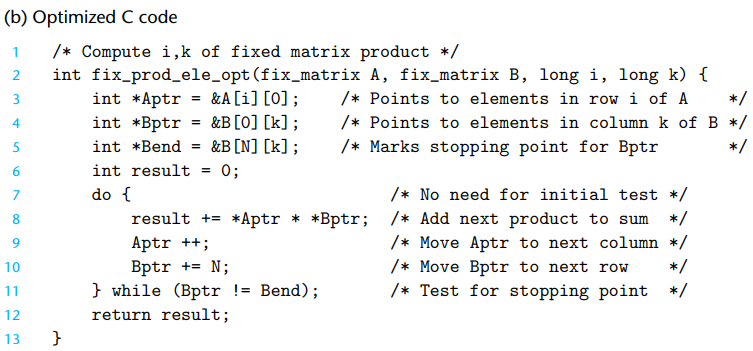 (b) Optimized C code
1 /* Compute i,k of fixed matrix product */
2 int fix_prod_ele_opt(fix_matrix A, fix_matrix B, long i, long k) {
3     int *Aptr = &A[i][0];    /* Points to elements in row i of A    */
4     int *Bptr = &B[0][k];    /* Points to elements in column k of B */
5     int *Bend = &B[N][k];    /* Marks stopping point for Bptr       */
6     int result = 0;
7     do {                         /* No need for initial test */
8         result += *Aptr * *Bptr; /* Add next product to sum  */
9         Aptr ++;                 /* Move Aptr to next column */
10         Bptr += N;               /* Move Bptr to next row    */
11     } while (Bptr != Bend);      /* Test for stopping point  */
12     return result;
13 }